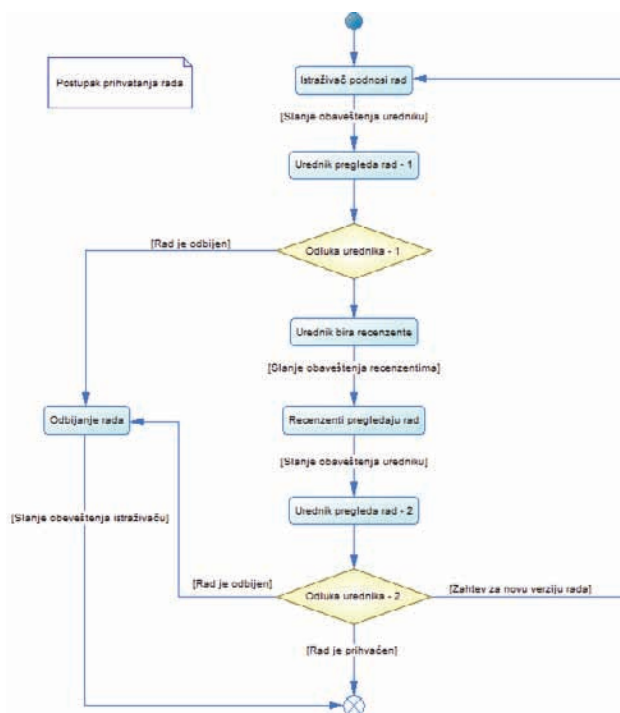 Istraživač podnosi rad
Postupak prihvatanja rada
[Slanje obaveštenja uredniku]
Urednik pregleda rad - 1
[Rad je odbijen]
Odluka urednika - 1
Urednik bira recenzente
[Slanje obaveštenja recenzentima]
Odbijanje rada
Recenzenti pregledaju rad
[Slanje obaveštenja uredniku]
Urednik pregleda rad - 2
[Slanje obeveštenja istraživaču]
[Rad je odbijen]
Odluka urednika - 2
[Zahtev za novu verziju rada]
[Rad je prihvaćen]